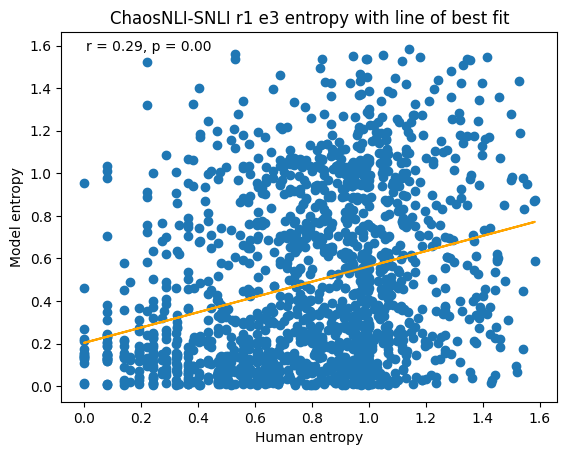 ChaosNLI-SNLI r1 e3 entropy with line of best fit
r = 0.29, p = 0.00
Model entropy
1.6
1.4
1.2
1.0
0.8
0.6
0.4
0.2
0.0
0.0 0.2 0.4 0.6 0.8 1.0 1.2 1.4 1.6
Human entropy